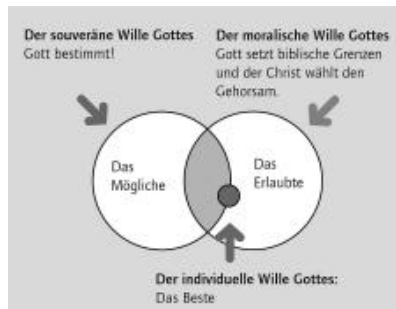 Der souveräne Wille Gottes
Gott bestimmt!
Der moralische Wille Gottes
Gott setzt biblische Grenzen
und der Christ wählt den
Gehorsam.
Das
Mögliche
Das
Erlaubte
Der individuelle Wille Gottes:
Das Beste